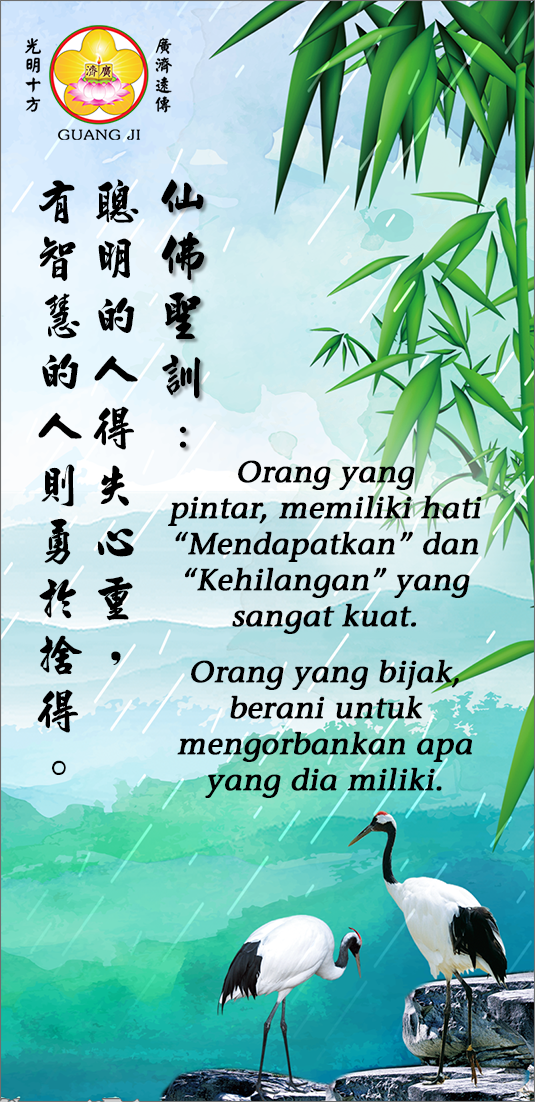 光明十方
廣濟遠傳
廣濟
GUANG JI
仙佛聖訓：
聰明的人得失心重，
有智慧的人則勇於捨得。
Orang yang
pintar, memiliki hati
“Mendapatkan” dan
“Kehilangan” yang
sangat kuat.
Orang yang bijak,
berani untuk
mengorbankan apa
yang dia miliki.